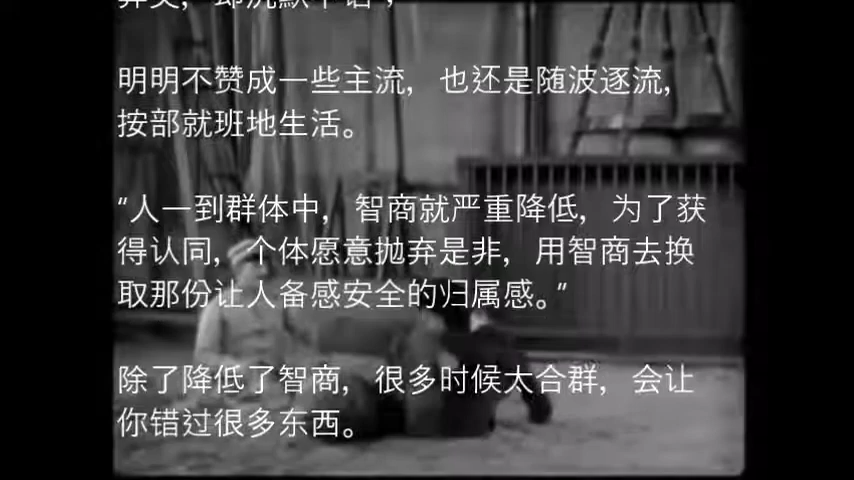 明明不赞成一些主流，也还是随波逐流，
按部就班地生活。
“人一到群体中，智商就严重降低，为了获
得认同，个体愿意抛弃是非，用智商去换
取那份让人备感安全的归属感。”
除了降低了智商，很多时候太合群，会让
你错过很多东西。